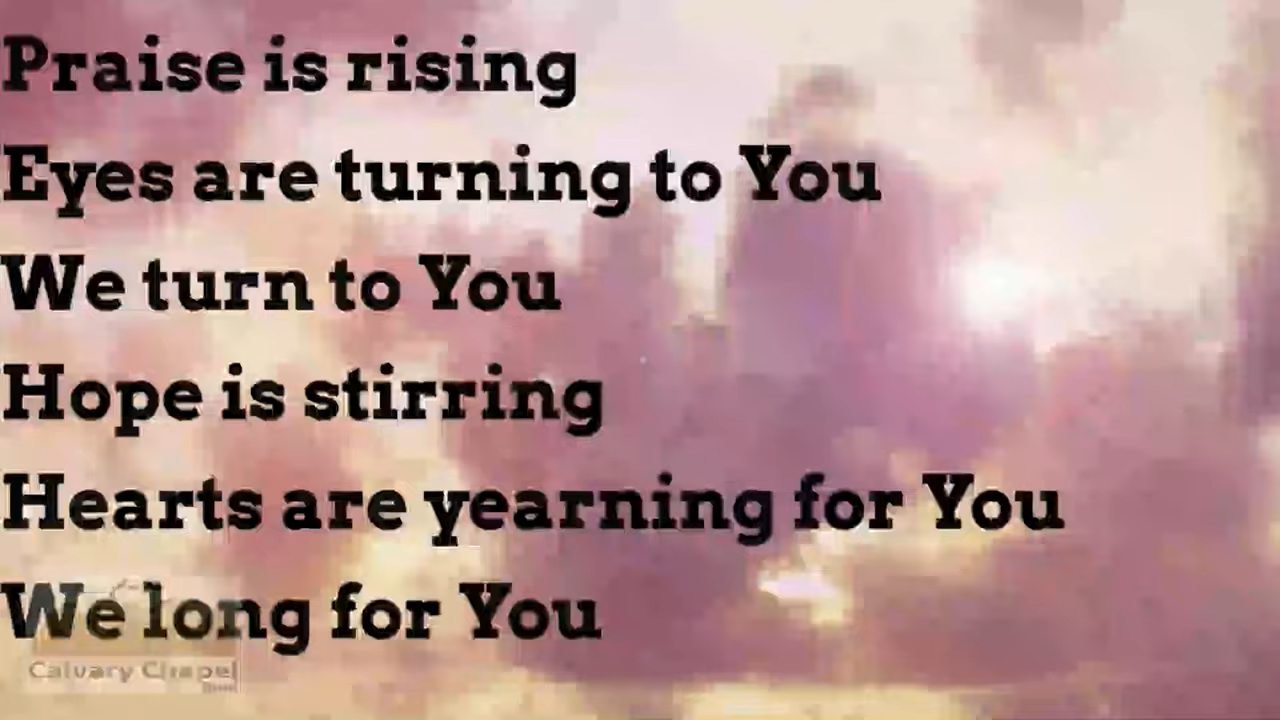 Praise is rising
Eyes are turning to You
We turn to You
Hope is stirring
Hearts are yearning for You
We long for You
Calvary Chapel